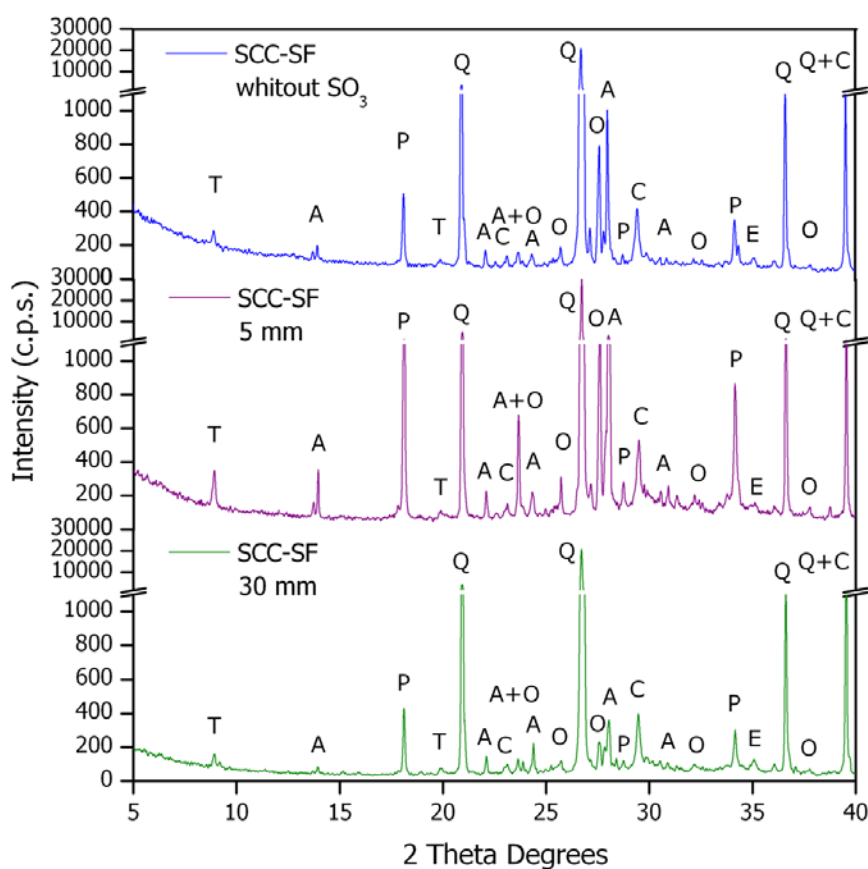 30000
20000
10000
1000
800
600
400
200
SCC-SF
whitout SO₃
T
A
P
T
Q
A
C
A+O
A
O
Q
O
A
P
C
A
O
P
E
Q
O
Q+C
30000
20000
10000
1000
800
600
400
200
SCC-SF
5 mm
T
A
P
T
Q
A
C
A+O
A
O
Q
O
A
P
C
A
O
P
E
Q
O
Q+C
30000
20000
10000
1000
800
600
400
200
0
SCC-SF
30 mm
T
A
P
T
Q
A
C
A+O
A
O
Q
O
A
P
C
A
O
P
E
Q
O
Q+C
5 10 15 20 25 30 35 40
2 Theta Degrees
Intensity (c.p.s.)